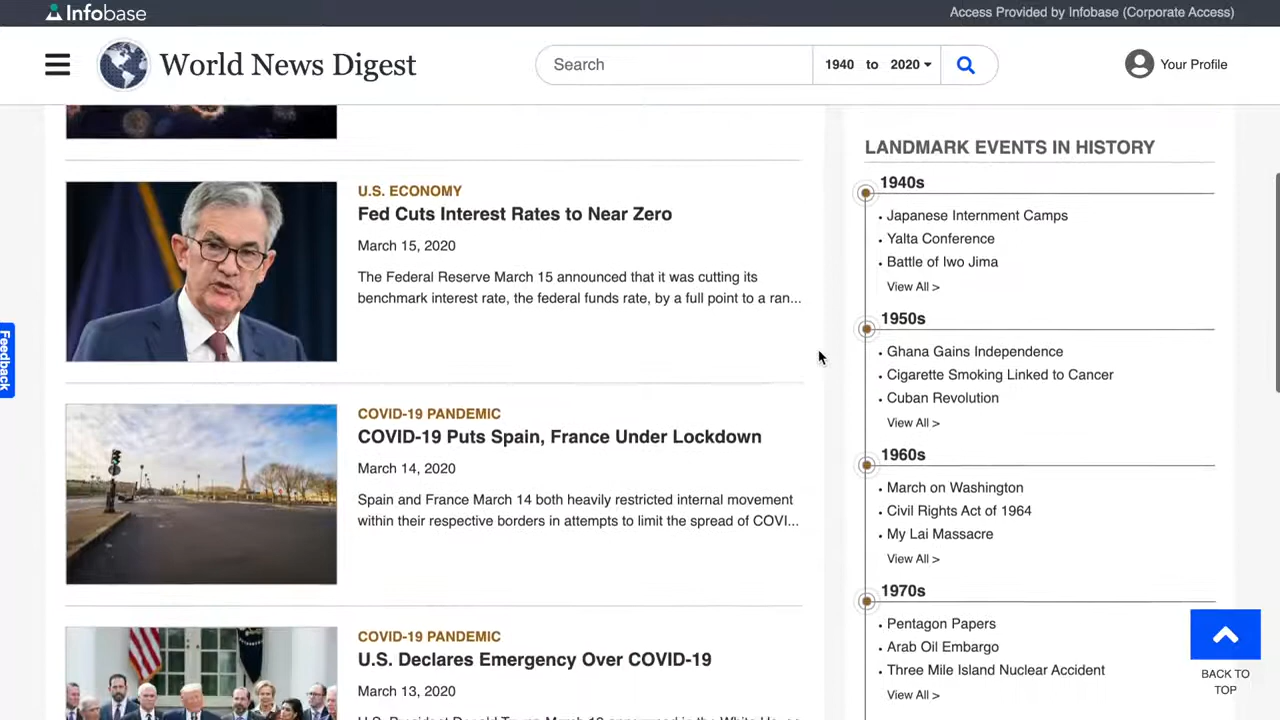 Infobase
Access Provided by Infobase (Corporate Access)
World News Digest
Search
1940 to 2020
Your Profile
U.S. ECONOMY
Fed Cuts Interest Rates to Near Zero
March 15, 2020
The Federal Reserve March 15 announced that it was cutting its
benchmark interest rate, the federal funds rate, by a full point to a ran...
COVID-19 PANDEMIC
COVID-19 Puts Spain, France Under Lockdown
March 14, 2020
Spain and France March 14 both heavily restricted internal movement
within their respective borders in attempts to limit the spread of COVI...
COVID-19 PANDEMIC
U.S. Declares Emergency Over COVID-19
March 13, 2020
LANDMARK EVENTS IN HISTORY
1940s
Japanese Internment Camps
Yalta Conference
Battle of Iwo Jima
View All >
1950s
Ghana Gains Independence
Cigarette Smoking Linked to Cancer
Cuban Revolution
View All >
1960s
March on Washington
Civil Rights Act of 1964
My Lai Massacre
View All >
1970s
Pentagon Papers
Arab Oil Embargo
Three Mile Island Nuclear Accident
View All >
Feedback
BACK TO
TOP